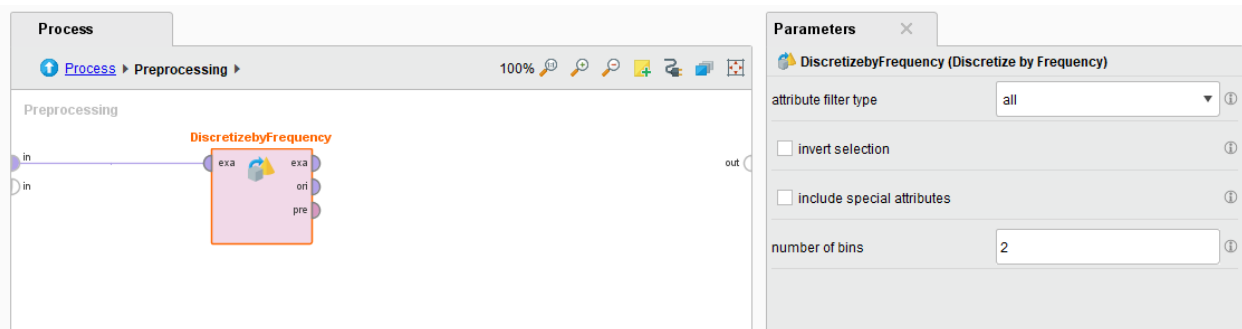 Process
Process ▸ Preprocessing ▸
100%
Preprocessing
DiscretizebyFrequency
in
exa
exa
out
in
ori
pre
Parameters
DiscretizebyFrequency (Discretize by Frequency)
attribute filter type
all
invert selection
include special attributes
number of bins
2